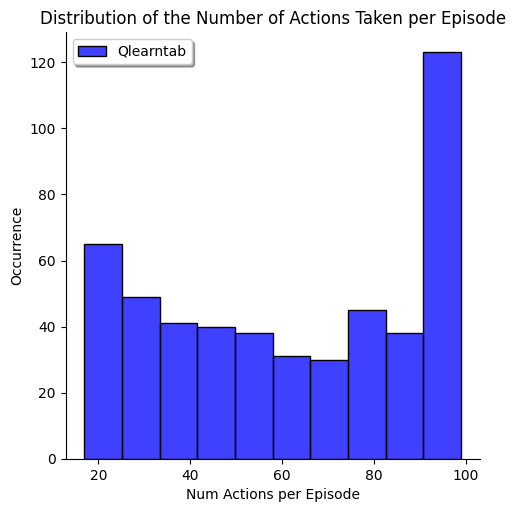 Distribution of the Number of Actions Taken per Episode
Qlearntab
120
100
80
60
40
20
0
Occurrence
20 40 60 80 100
Num Actions per Episode